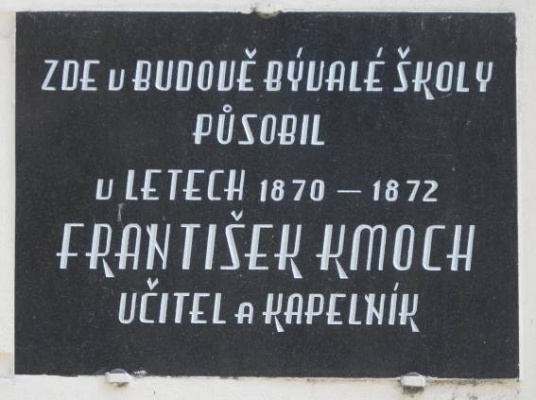 ZDE V BUDOVĚ BÝVALÉ ŠKOLY
PŮSOBIL
V LETECH 1870 – 1872
FRANTIŠEK KMOCH
UČITEL A KAPELNÍK